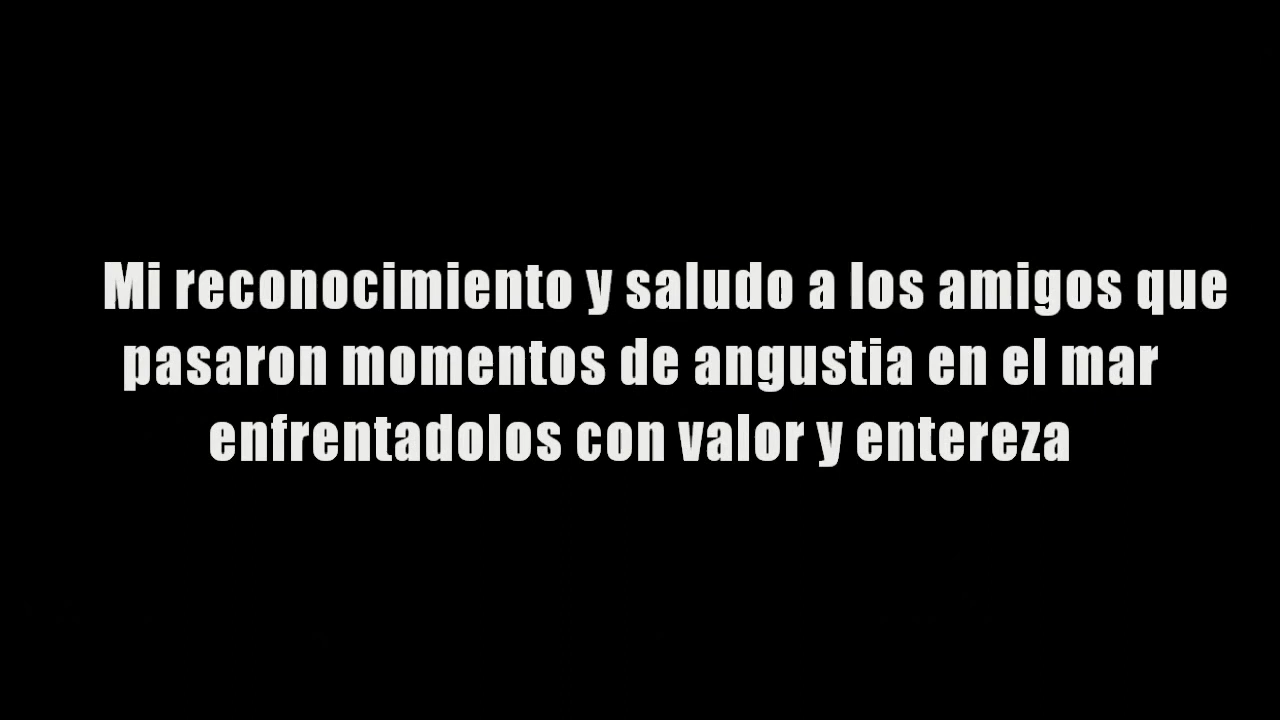 Mi reconocimiento y saludo a los amigos que
pasaron momentos de angustia en el mar
enfrentadolos con valor y entereza